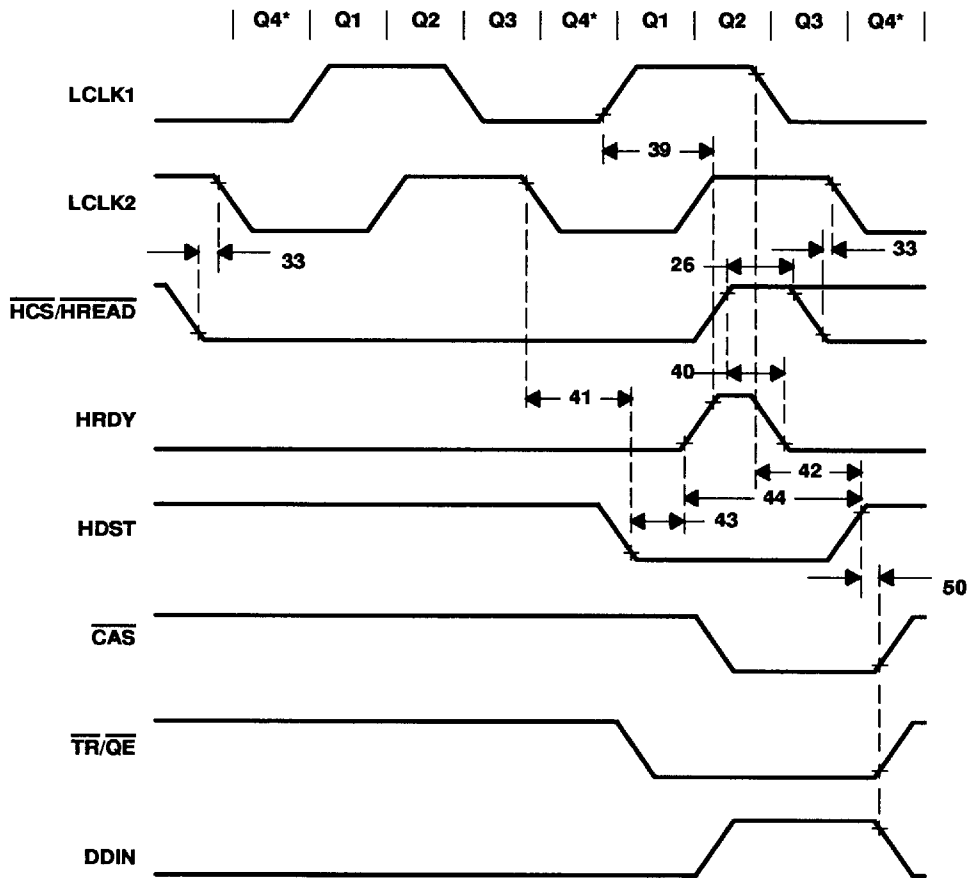 Q4* Q1 Q2 Q3 Q4* Q1 Q2 Q3 Q4*
LCLK1
39
LCLK2
33
33
26
HCS/HREAD
40
41
HRDY
42
44
HDST
43
50
CAS
TR/QE
DDIN